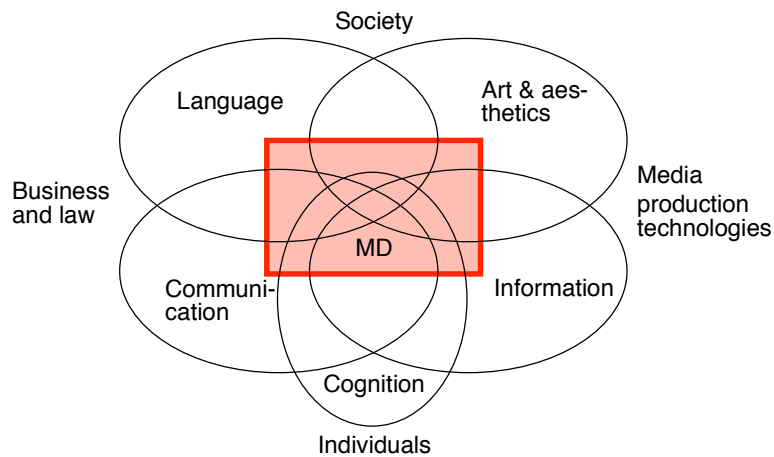 Society
Language
Art & aes-
thetics
Business
and law
Media
production
technologies
MD
Communi-
cation
Information
Cognition
Individuals